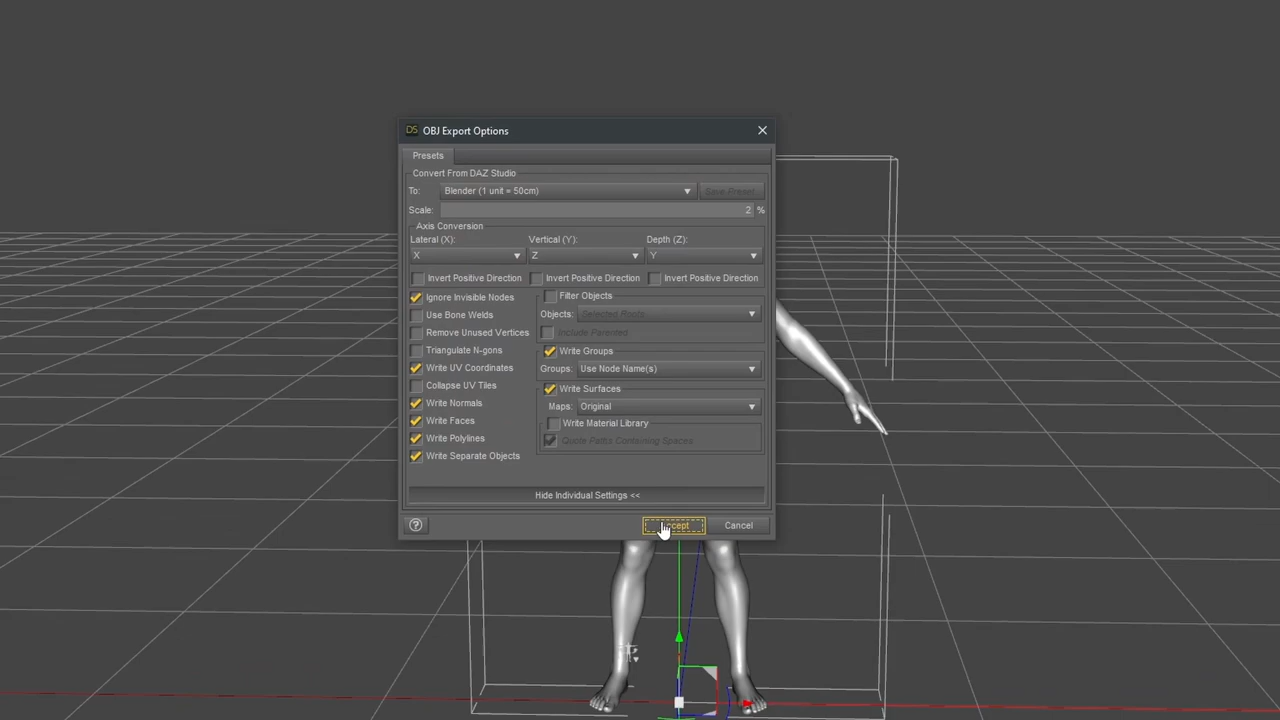 DS OBJ Export Options
Presets
Convert From DAZ Studio
To: Blender (1 unit = 50cm) Save Preset...
Scale: 2 %
Axis Conversion
Lateral (X): Vertical (Y): Depth (Z):
X Z Y
Invert Positive Direction Invert Positive Direction Invert Positive Direction
Ignore Invisible Nodes
Use Bone Welds
Remove Unused Vertices
Triangulate N-gons
Write UV Coordinates
Collapse UV Tiles
Write Normals
Write Faces
Write Polylines
Write Separate Objects
Filter Objects
Objects: Selected Roots
Include Parented
Write Groups
Groups: Use Node Name(s)
Write Surfaces
Maps: Original
Write Material Library
Quote Paths Containing Spaces
Hide Individual Settings <<
? Cancel